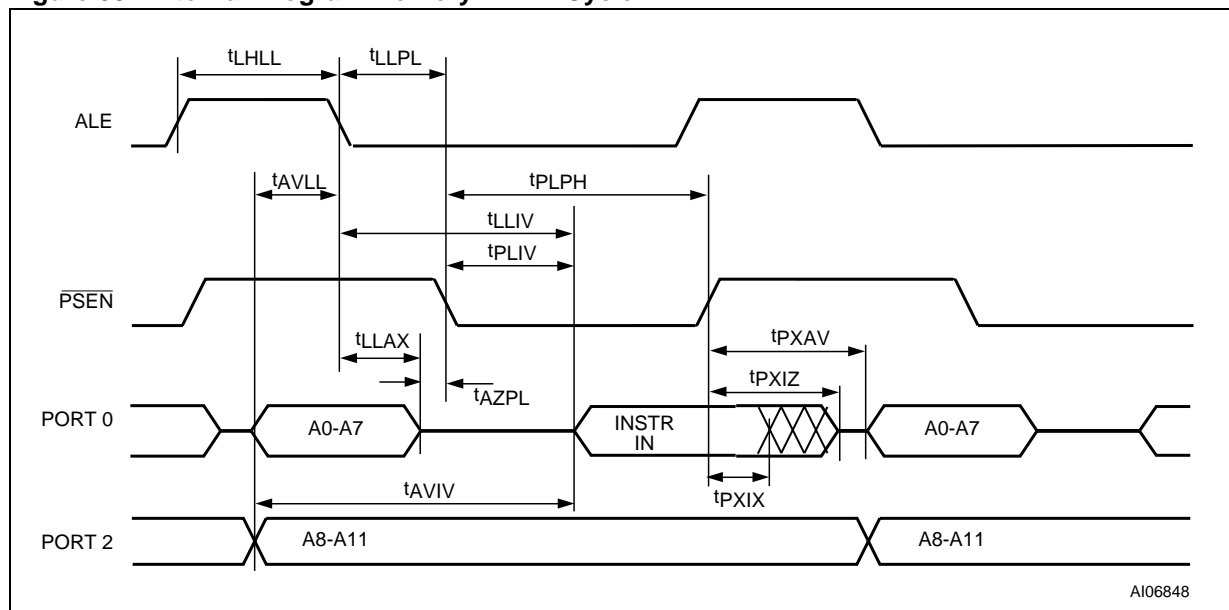 tLHLL tLLPL
ALE
tAVLL tPLPH
tLLIV
tPLIV
PSEN
tLLAX tPXAV
tPXIZ
tAZPL
PORT 0 A0-A7 INSTR IN A0-A7
tPXIX
tAVIV
PORT 2 A8-A11 A8-A11
AI06848